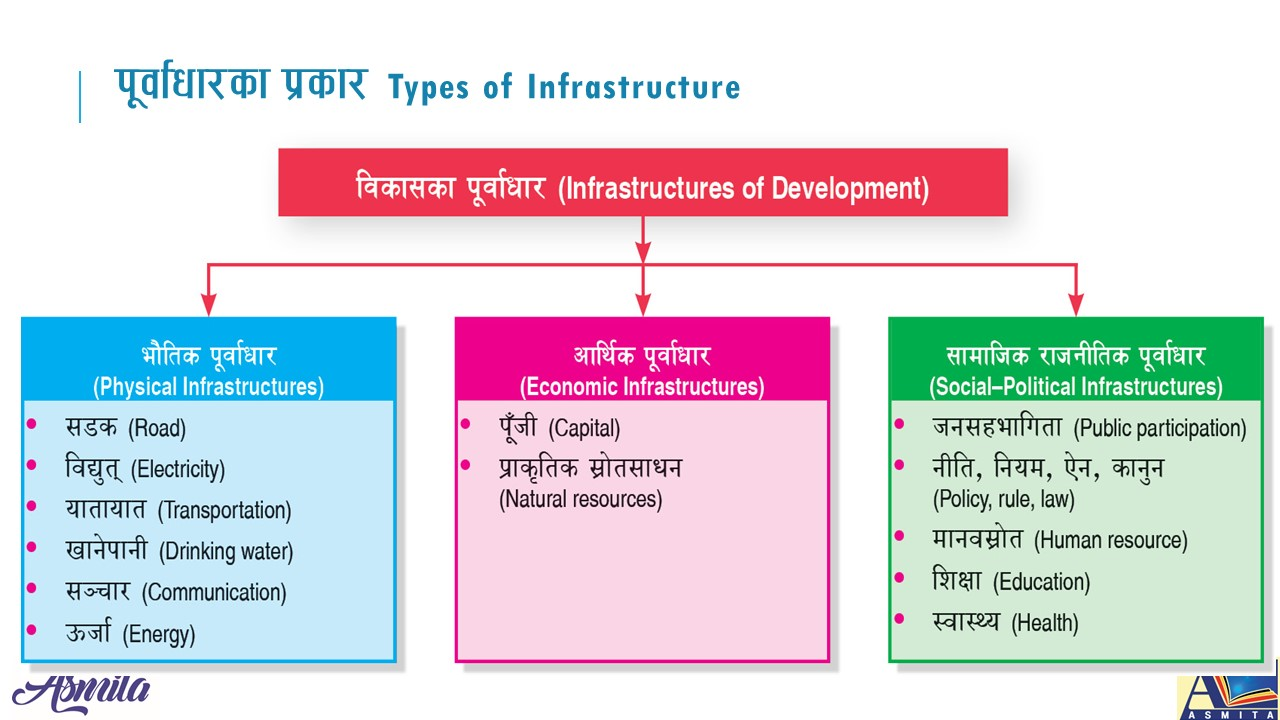 पूर्वाधारका प्रकार Types of Infrastructure
विकासका पूर्वाधार (Infrastructures of Development)
भौतिक पूर्वाधार
(Physical Infrastructures)
• सडक (Road)
• विद्युत् (Electricity)
• यातायात (Transportation)
• खानेपानी (Drinking water)
• सञ्चार (Communication)
• ऊर्जा (Energy)
आर्थिक पूर्वाधार
(Economic Infrastructures)
• पूँजी (Capital)
• प्राकृतिक स्रोतसाधन
(Natural resources)
सामाजिक राजनीतिक पूर्वाधार
(Social–Political Infrastructures)
• जनसहभागिता (Public participation)
• नीति, नियम, ऐन, कानुन
(Policy, rule, law)
• मानवस्रोत (Human resource)
• शिक्षा (Education)
• स्वास्थ्य (Health)
Asmita
ASMITA